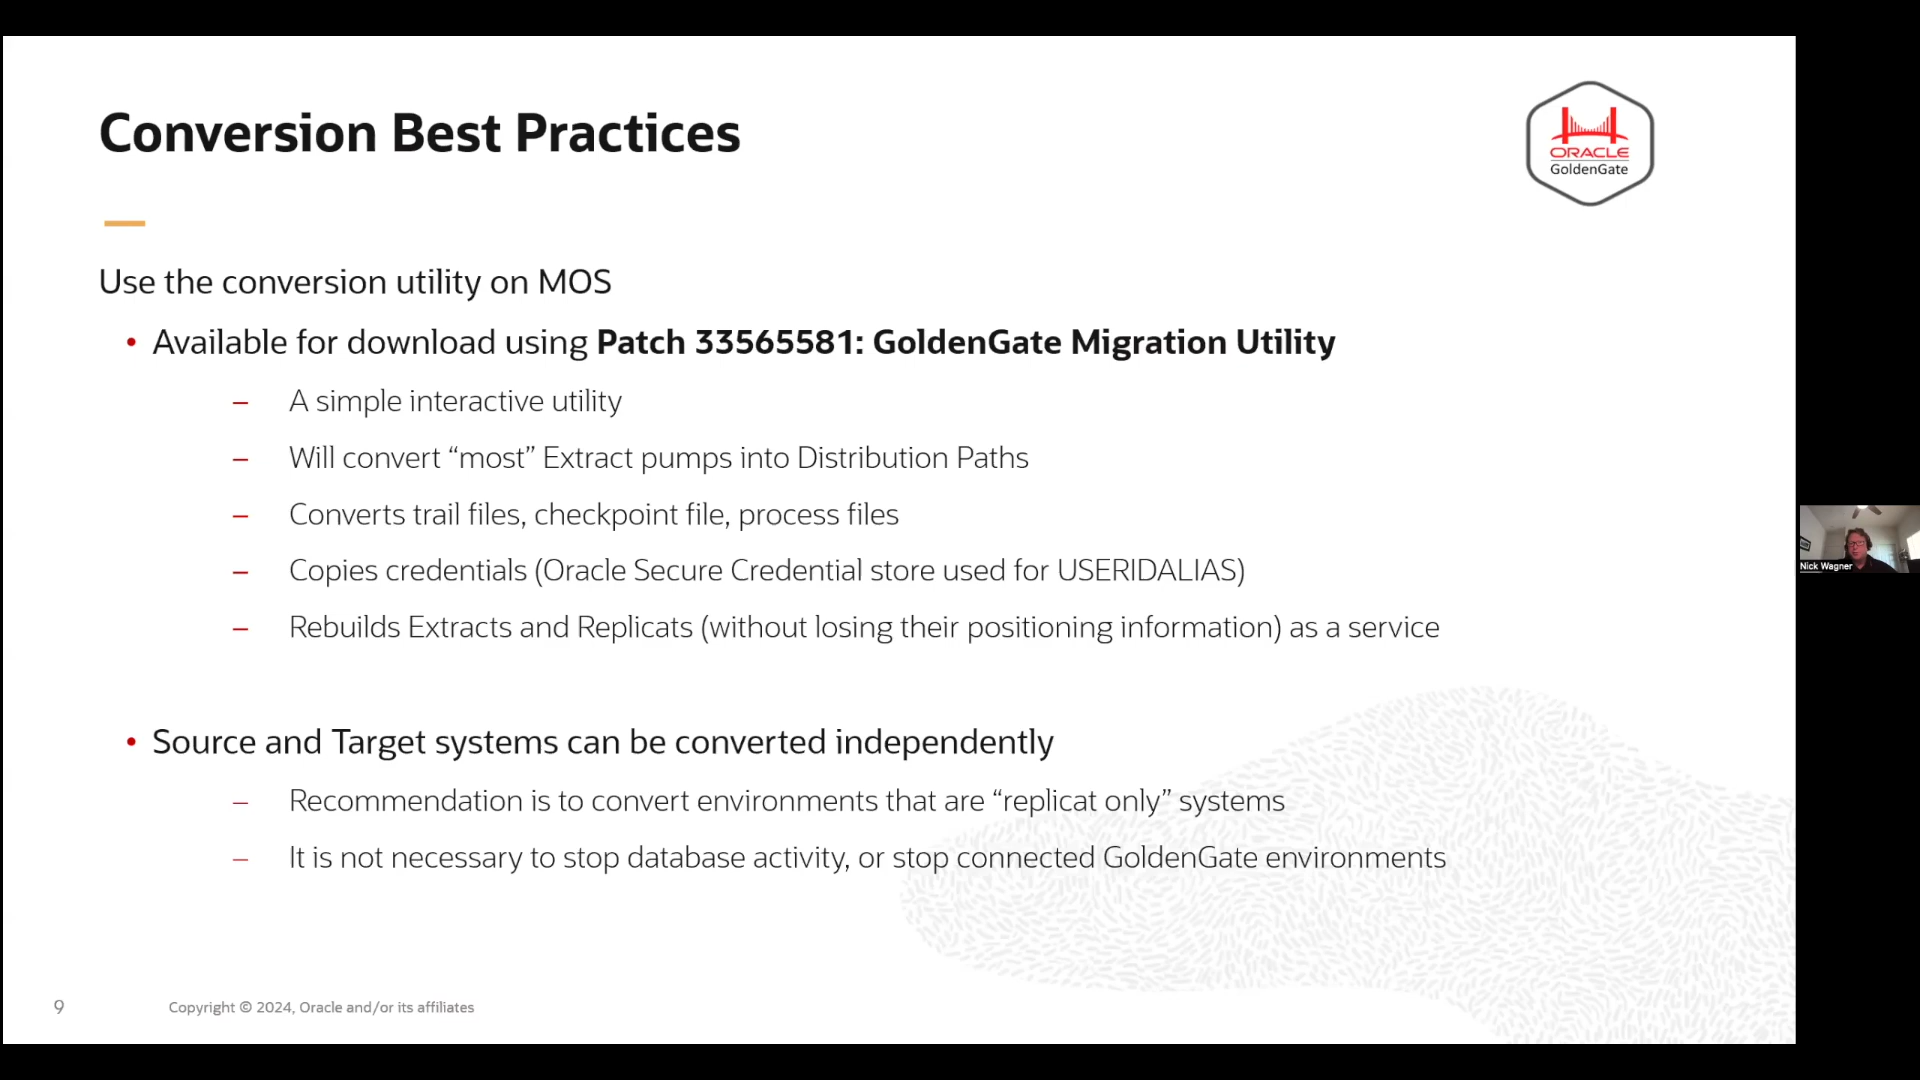 Conversion Best Practices
ORACLE
GoldenGate
Use the conversion utility on MOS
• Available for download using Patch 33565581: GoldenGate Migration Utility
– A simple interactive utility
– Will convert “most” Extract pumps into Distribution Paths
– Converts trail files, checkpoint file, process files
– Copies credentials (Oracle Secure Credential store used for USERIDALIAS)
– Rebuilds Extracts and Replicats (without losing their positioning information) as a service
• Source and Target systems can be converted independently
– Recommendation is to convert environments that are “replicat only” systems
– It is not necessary to stop database activity, or stop connected GoldenGate environments
Nick Wagner
9
Copyright © 2024, Oracle and/or its affiliates